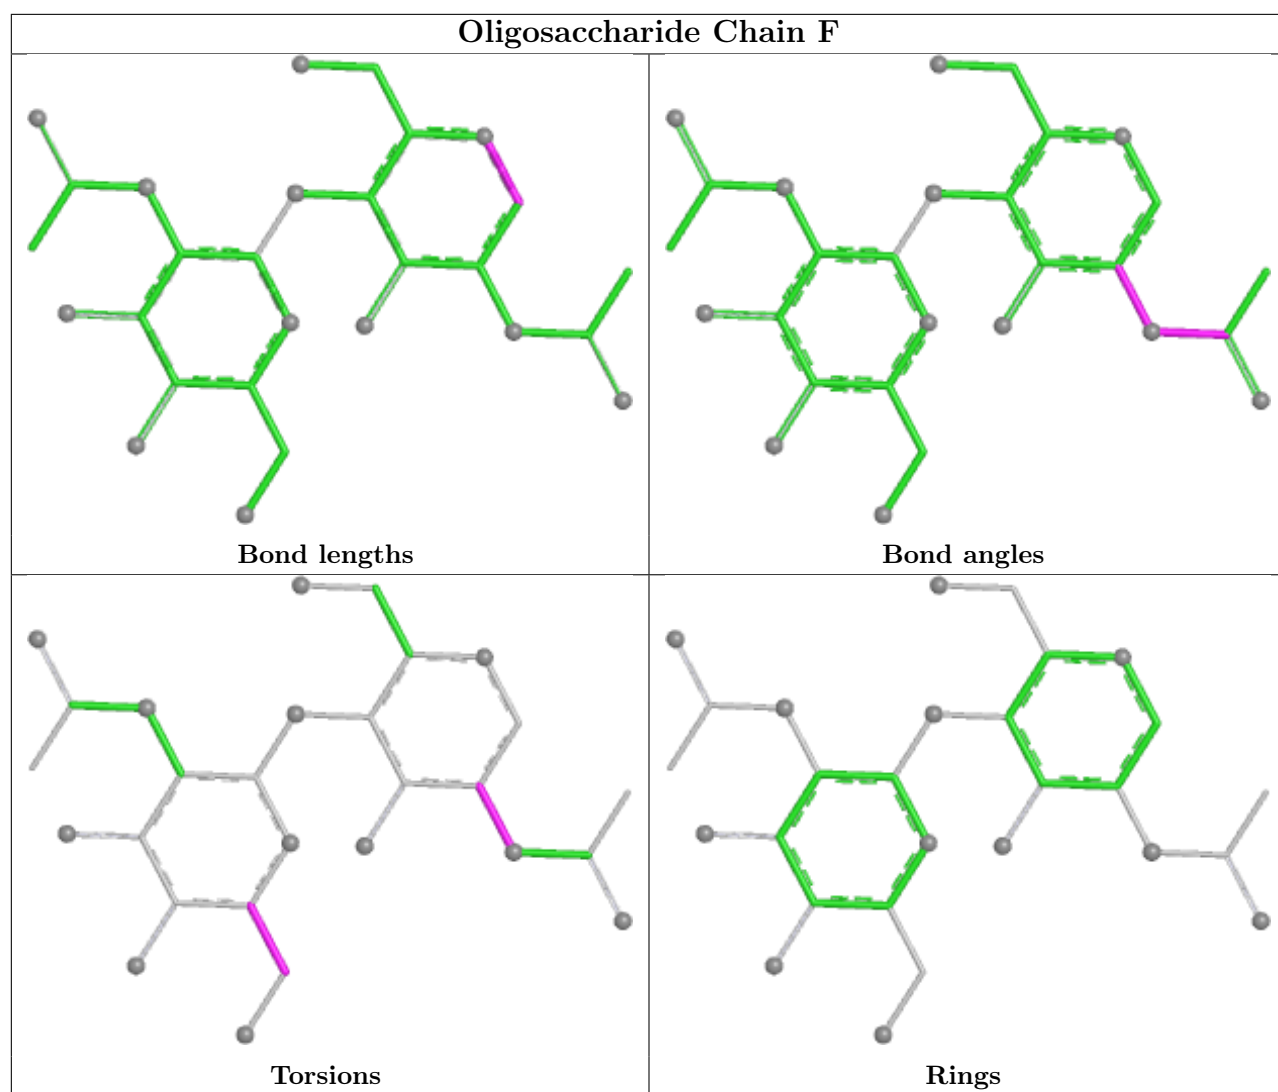 Oligosaccharide Chain F
Bond lengths
Bond angles
Torsions
Rings